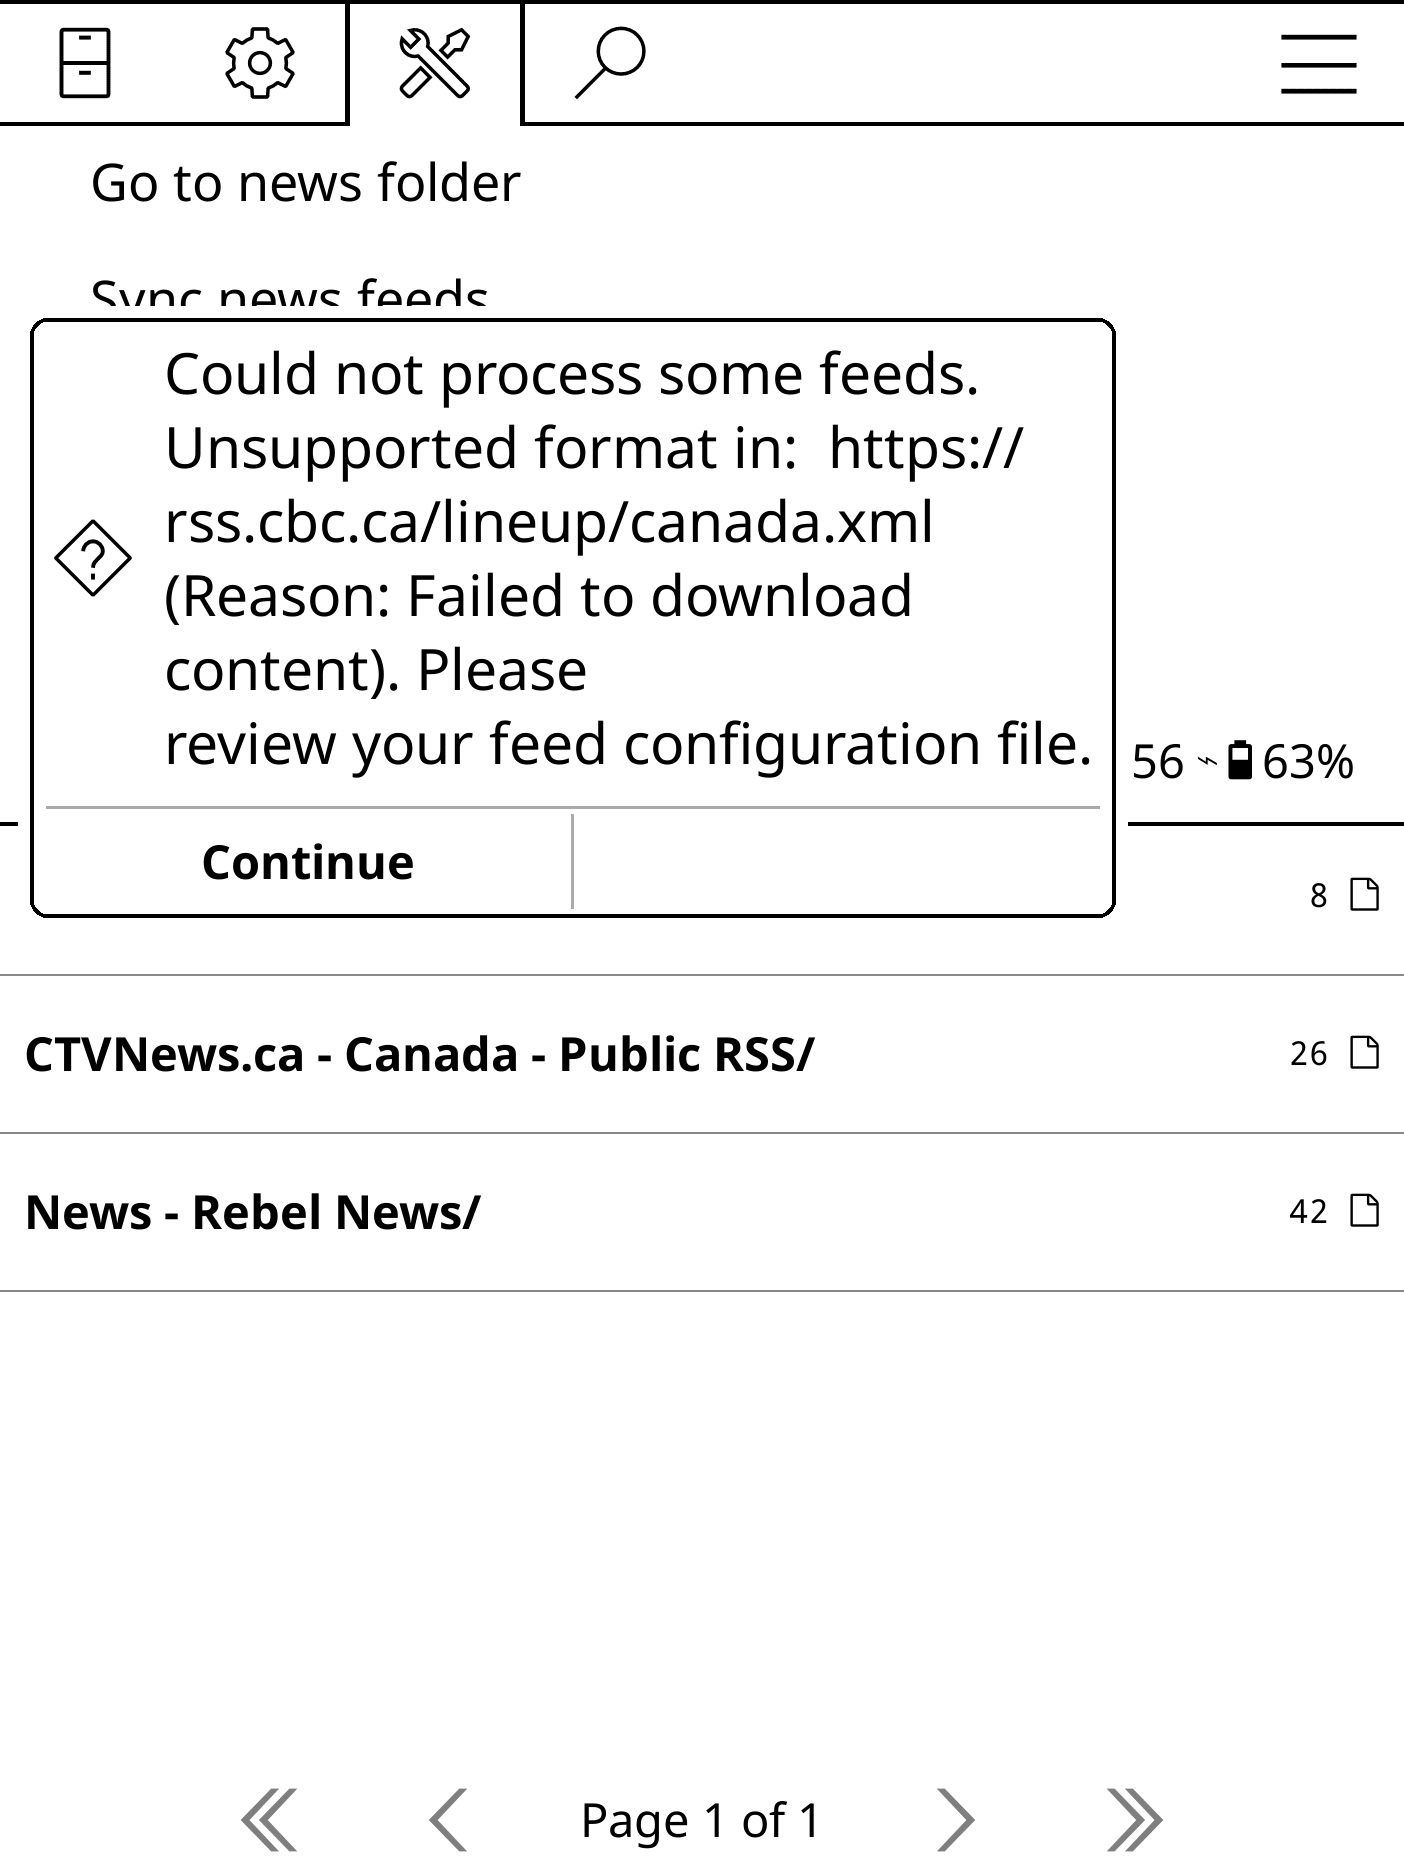 Go to news folder
Sync news feeds
Could not process some feeds.
Unsupported format in:  https://
rss.cbc.ca/lineup/canada.xml
(Reason: Failed to download
content). Please
review your feed configuration file.
56 63%
Continue
8
CTVNews.ca - Canada - Public RSS/
26
News - Rebel News/
42
Page 1 of 1